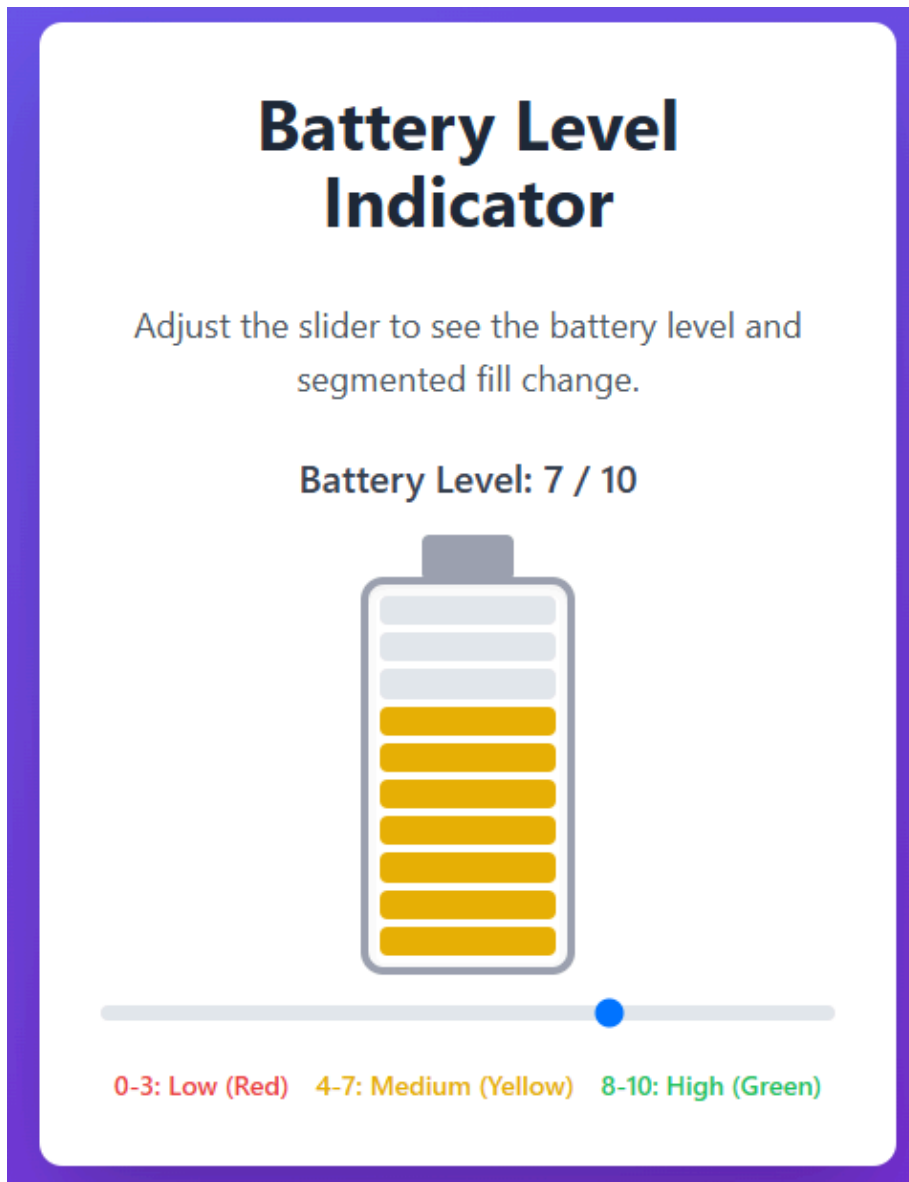 Battery Level
Indicator
Adjust the slider to see the battery level and
segmented fill change.
Battery Level: 7 / 10
0-3: Low (Red) 4-7: Medium (Yellow) 8-10: High (Green)